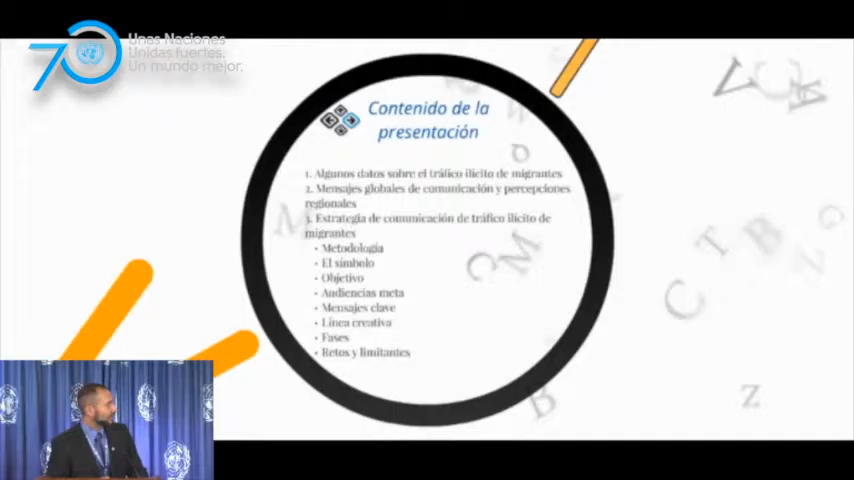 70
Unas Naciones
Unidas fuertes.
Un mundo mejor.
Contenido de la
presentación
1. Algunos datos sobre el tráfico ilícito de migrantes
2. Mensajes globales de comunicación y percepciones
regionales
3. Estrategia de comunicación de tráfico ilícito de
migrantes
• Metodología
• El símbolo
• Objetivo
• Audiencias meta
• Mensajes clave
• Línea creativa
• Fases
• Retos y limitantes